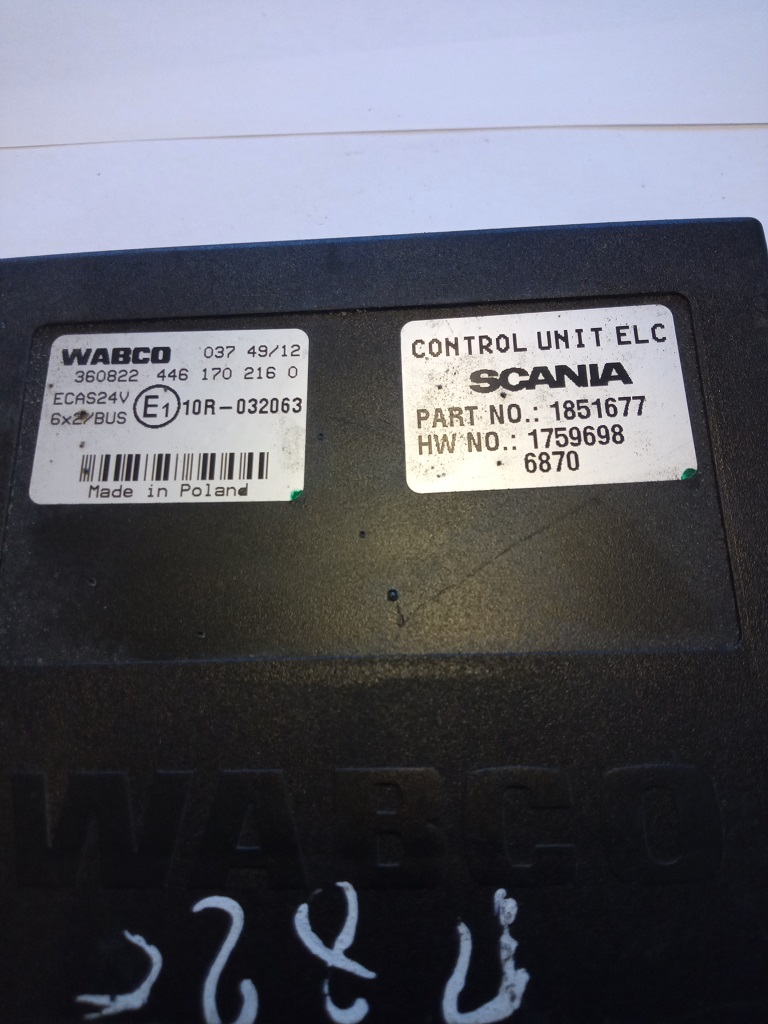 WABCO 037 49/12
360822 446 170 216 0
ECAS24V
6x2/BUS
E1 10R-032063
Made in Poland
CONTROL UNIT ELC
SCANIA
PART NO.: 1851677
HW NO.: 1759698
6870
WABCO